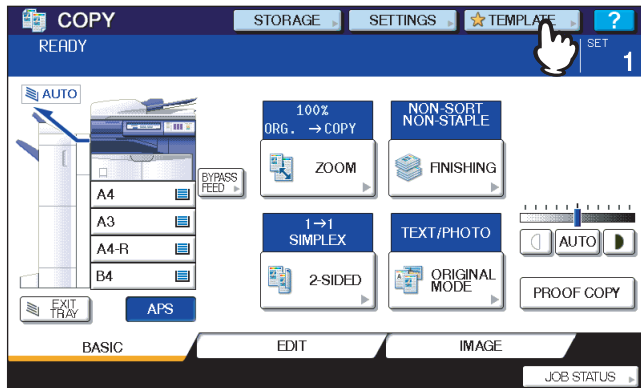 COPY
STORAGE
SETTINGS
TEMPLATE
?
READY
SET
1
AUTO
A4
A3
A4-R
B4
BYPASS
FEED
EXIT
TRAY
APS
100%
ORG. →COPY
ZOOM
NON-SORT
NON-STAPLE
FINISHING
1→1
SIMPLEX
2-SIDED
TEXT/PHOTO
ORIGINAL
MODE
AUTO
PROOF COPY
BASIC
EDIT
IMAGE
JOB STATUS